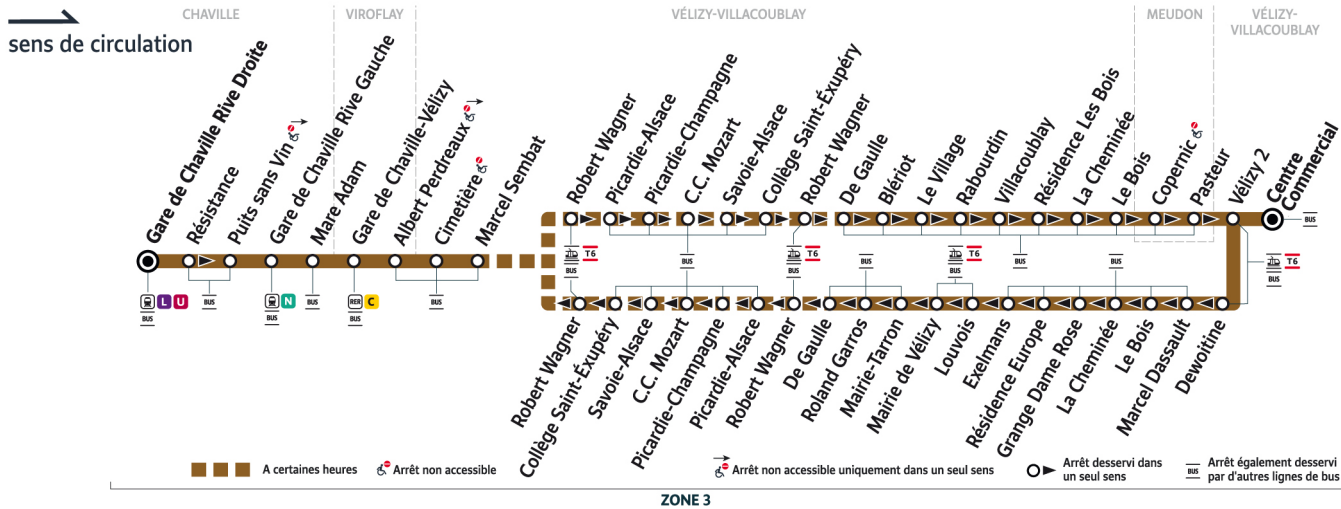 CHAVILLE
VIROFLAY
VÉLIZY-VILLACOUBLAY
MEUDON
VÉLIZY-
VILLACOUBLAY
sens de circulation
Gare de Chaville Rive Droite
Résistance
Puits sans Vin
Gare de Chaville Rive Gauche
Mare Adam
Gare de Chaville-Vélizy
Albert Perdreaux
Cimetière
Marcel Sembat
Robert Wagner
Picardie-Alsace
Picardie-Champagne
C.C. Mozart
Savoie-Alsace
Collège Saint-Éxupéry
Robert Wagner
De Gaulle
Blériot
Le Village
Rabourdin
Villacoublay
Résidence Les Bois
La Cheminée
Le Bois
Copernic
Pasteur
Vélizy 2
Centre
Commercial
BUS
T6
BUS
BUS
T6
BUS
BUS
T6
BUS
BUS
BUS
T6
BUS
L U
BUS
BUS
N
BUS
BUS
RER C
BUS
BUS
Robert Wagner
Collège Saint-Éxupéry
Savoie-Alsace
C.C. Mozart
Picardie-Champagne
Picardie-Alsace
Robert Wagner
De Gaulle
Roland Garros
Mairie-Tarron
Mairie de Vélizy
Louvois
Exelmans
Résidence Europe
Grange Dame Rose
La Cheminée
Le Bois
Marcel Dassault
Dewoitine
A certaines heures
Arrêt non accessible
Arrêt non accessible uniquement dans un seul sens
Arrêt desservi dans
un seul sens
BUS
Arrêt également desservi
par d'autres lignes de bus
ZONE 3